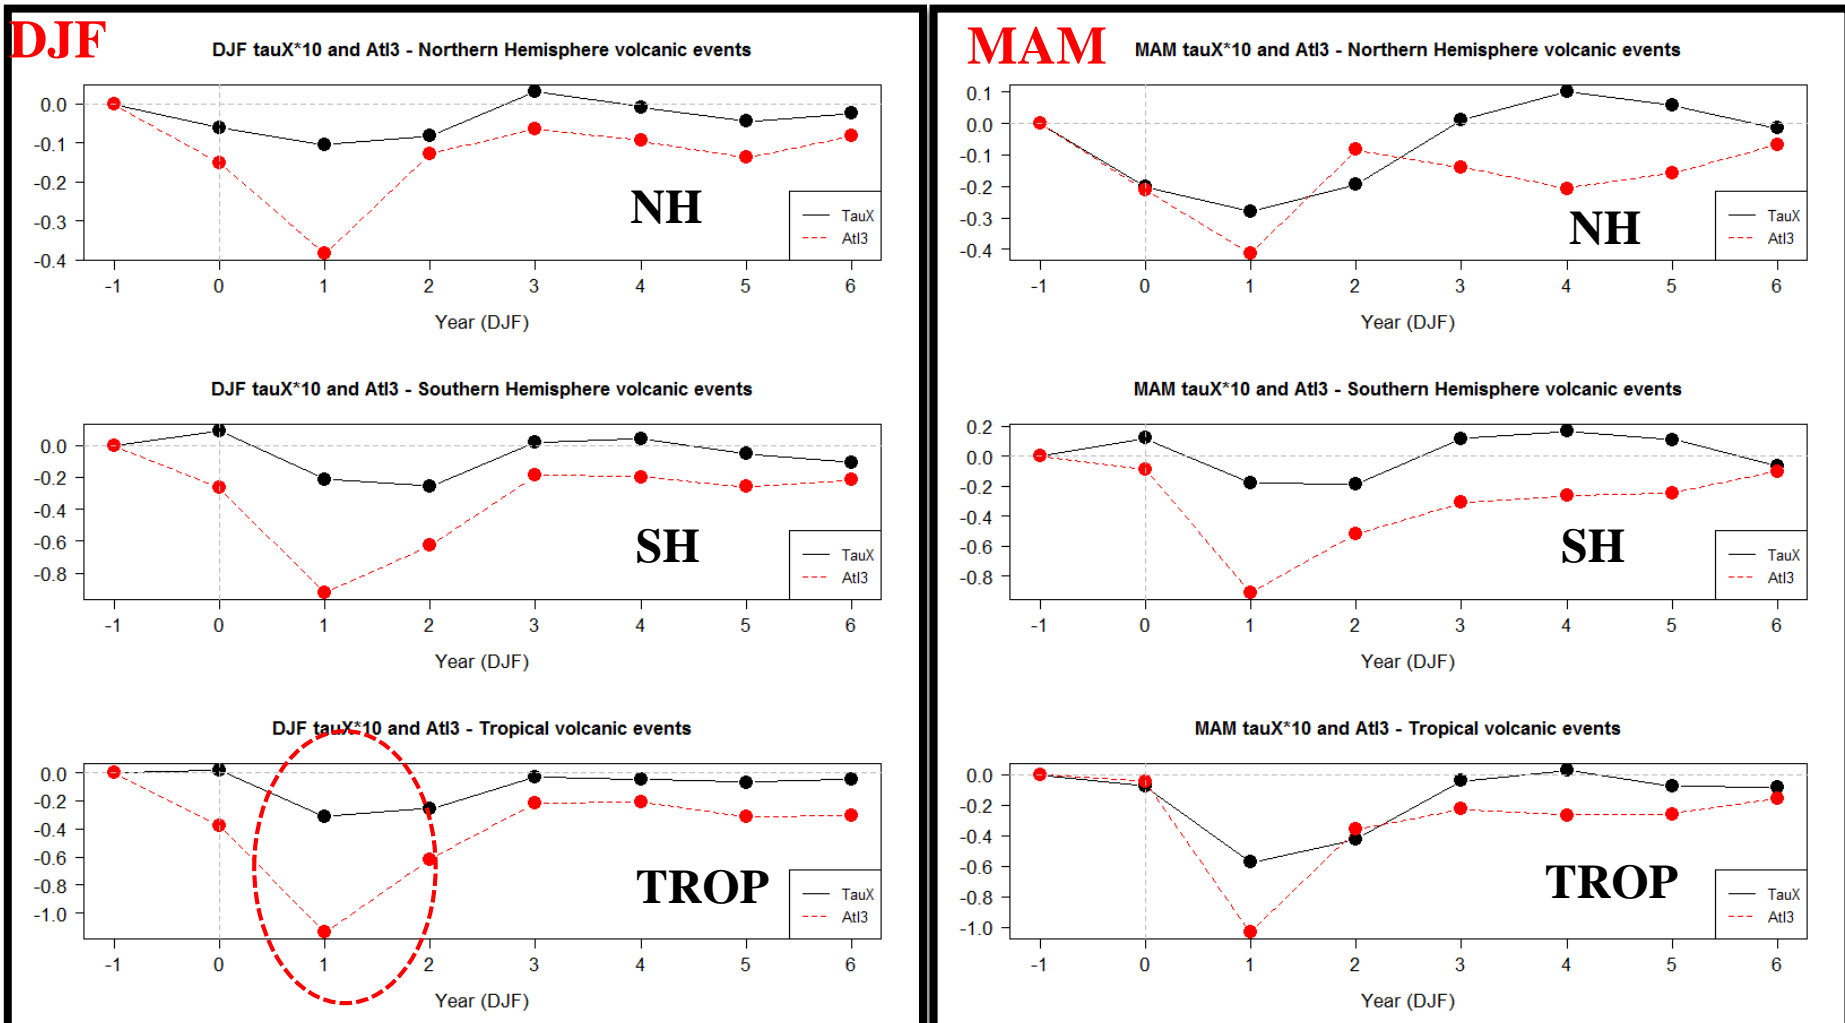 DJF
DJF tauX*10 and Atl3 - Northern Hemisphere volcanic events
0.0
-0.1
-0.2
-0.3
-0.4
NH
TauX
Atl3
-1 0 1 2 3 4 5 6
Year (DJF)
DJF tauX*10 and Atl3 - Southern Hemisphere volcanic events
0.0
-0.2
-0.4
-0.6
-0.8
SH
TauX
Atl3
-1 0 1 2 3 4 5 6
Year (DJF)
DJF tauX*10 and Atl3 - Tropical volcanic events
0.0
-0.2
-0.4
-0.6
-0.8
-1.0
TROP
TauX
Atl3
-1 0 1 2 3 4 5 6
Year (DJF)
MAM
MAM tauX*10 and Atl3 - Northern Hemisphere volcanic events
0.1
0.0
-0.1
-0.2
-0.3
-0.4
NH
TauX
Atl3
-1 0 1 2 3 4 5 6
Year (DJF)
MAM tauX*10 and Atl3 - Southern Hemisphere volcanic events
0.2
0.0
-0.2
-0.4
-0.6
-0.8
SH
TauX
Atl3
-1 0 1 2 3 4 5 6
Year (DJF)
MAM tauX*10 and Atl3 - Tropical volcanic events
0.0
-0.2
-0.4
-0.6
-0.8
-1.0
TROP
TauX
Atl3
-1 0 1 2 3 4 5 6
Year (DJF)